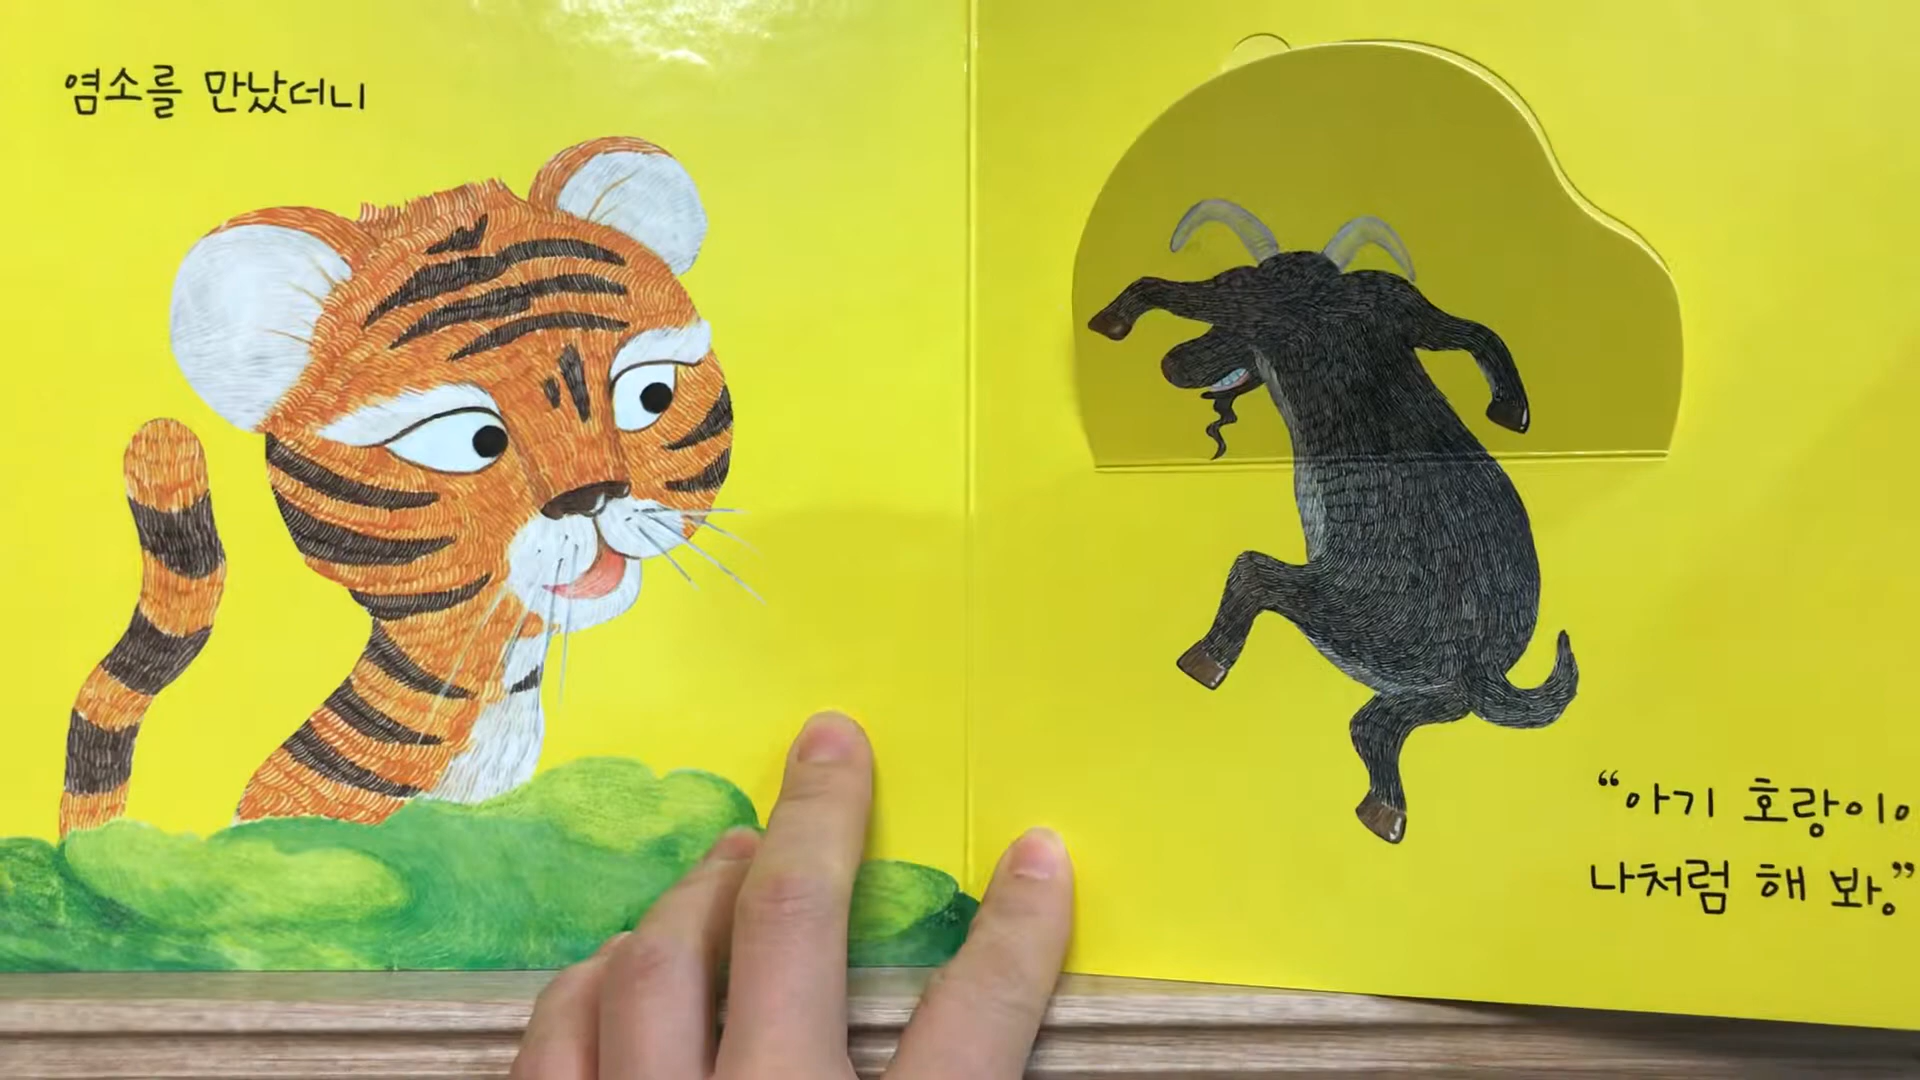 염소를 만났더니
“아기 호랑이야
나처럼 해 봐.”